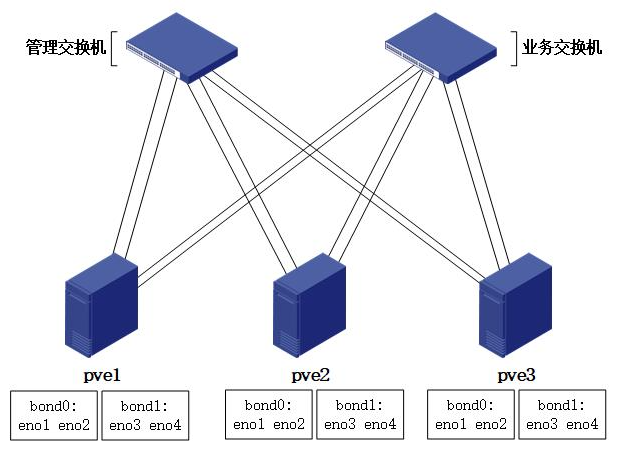 管理交换机
业务交换机
pve1
pve2
pve3
bond0:
eno1 eno2
bond1:
eno3 eno4
bond0:
eno1 eno2
bond1:
eno3 eno4
bond0:
eno1 eno2
bond1:
eno3 eno4